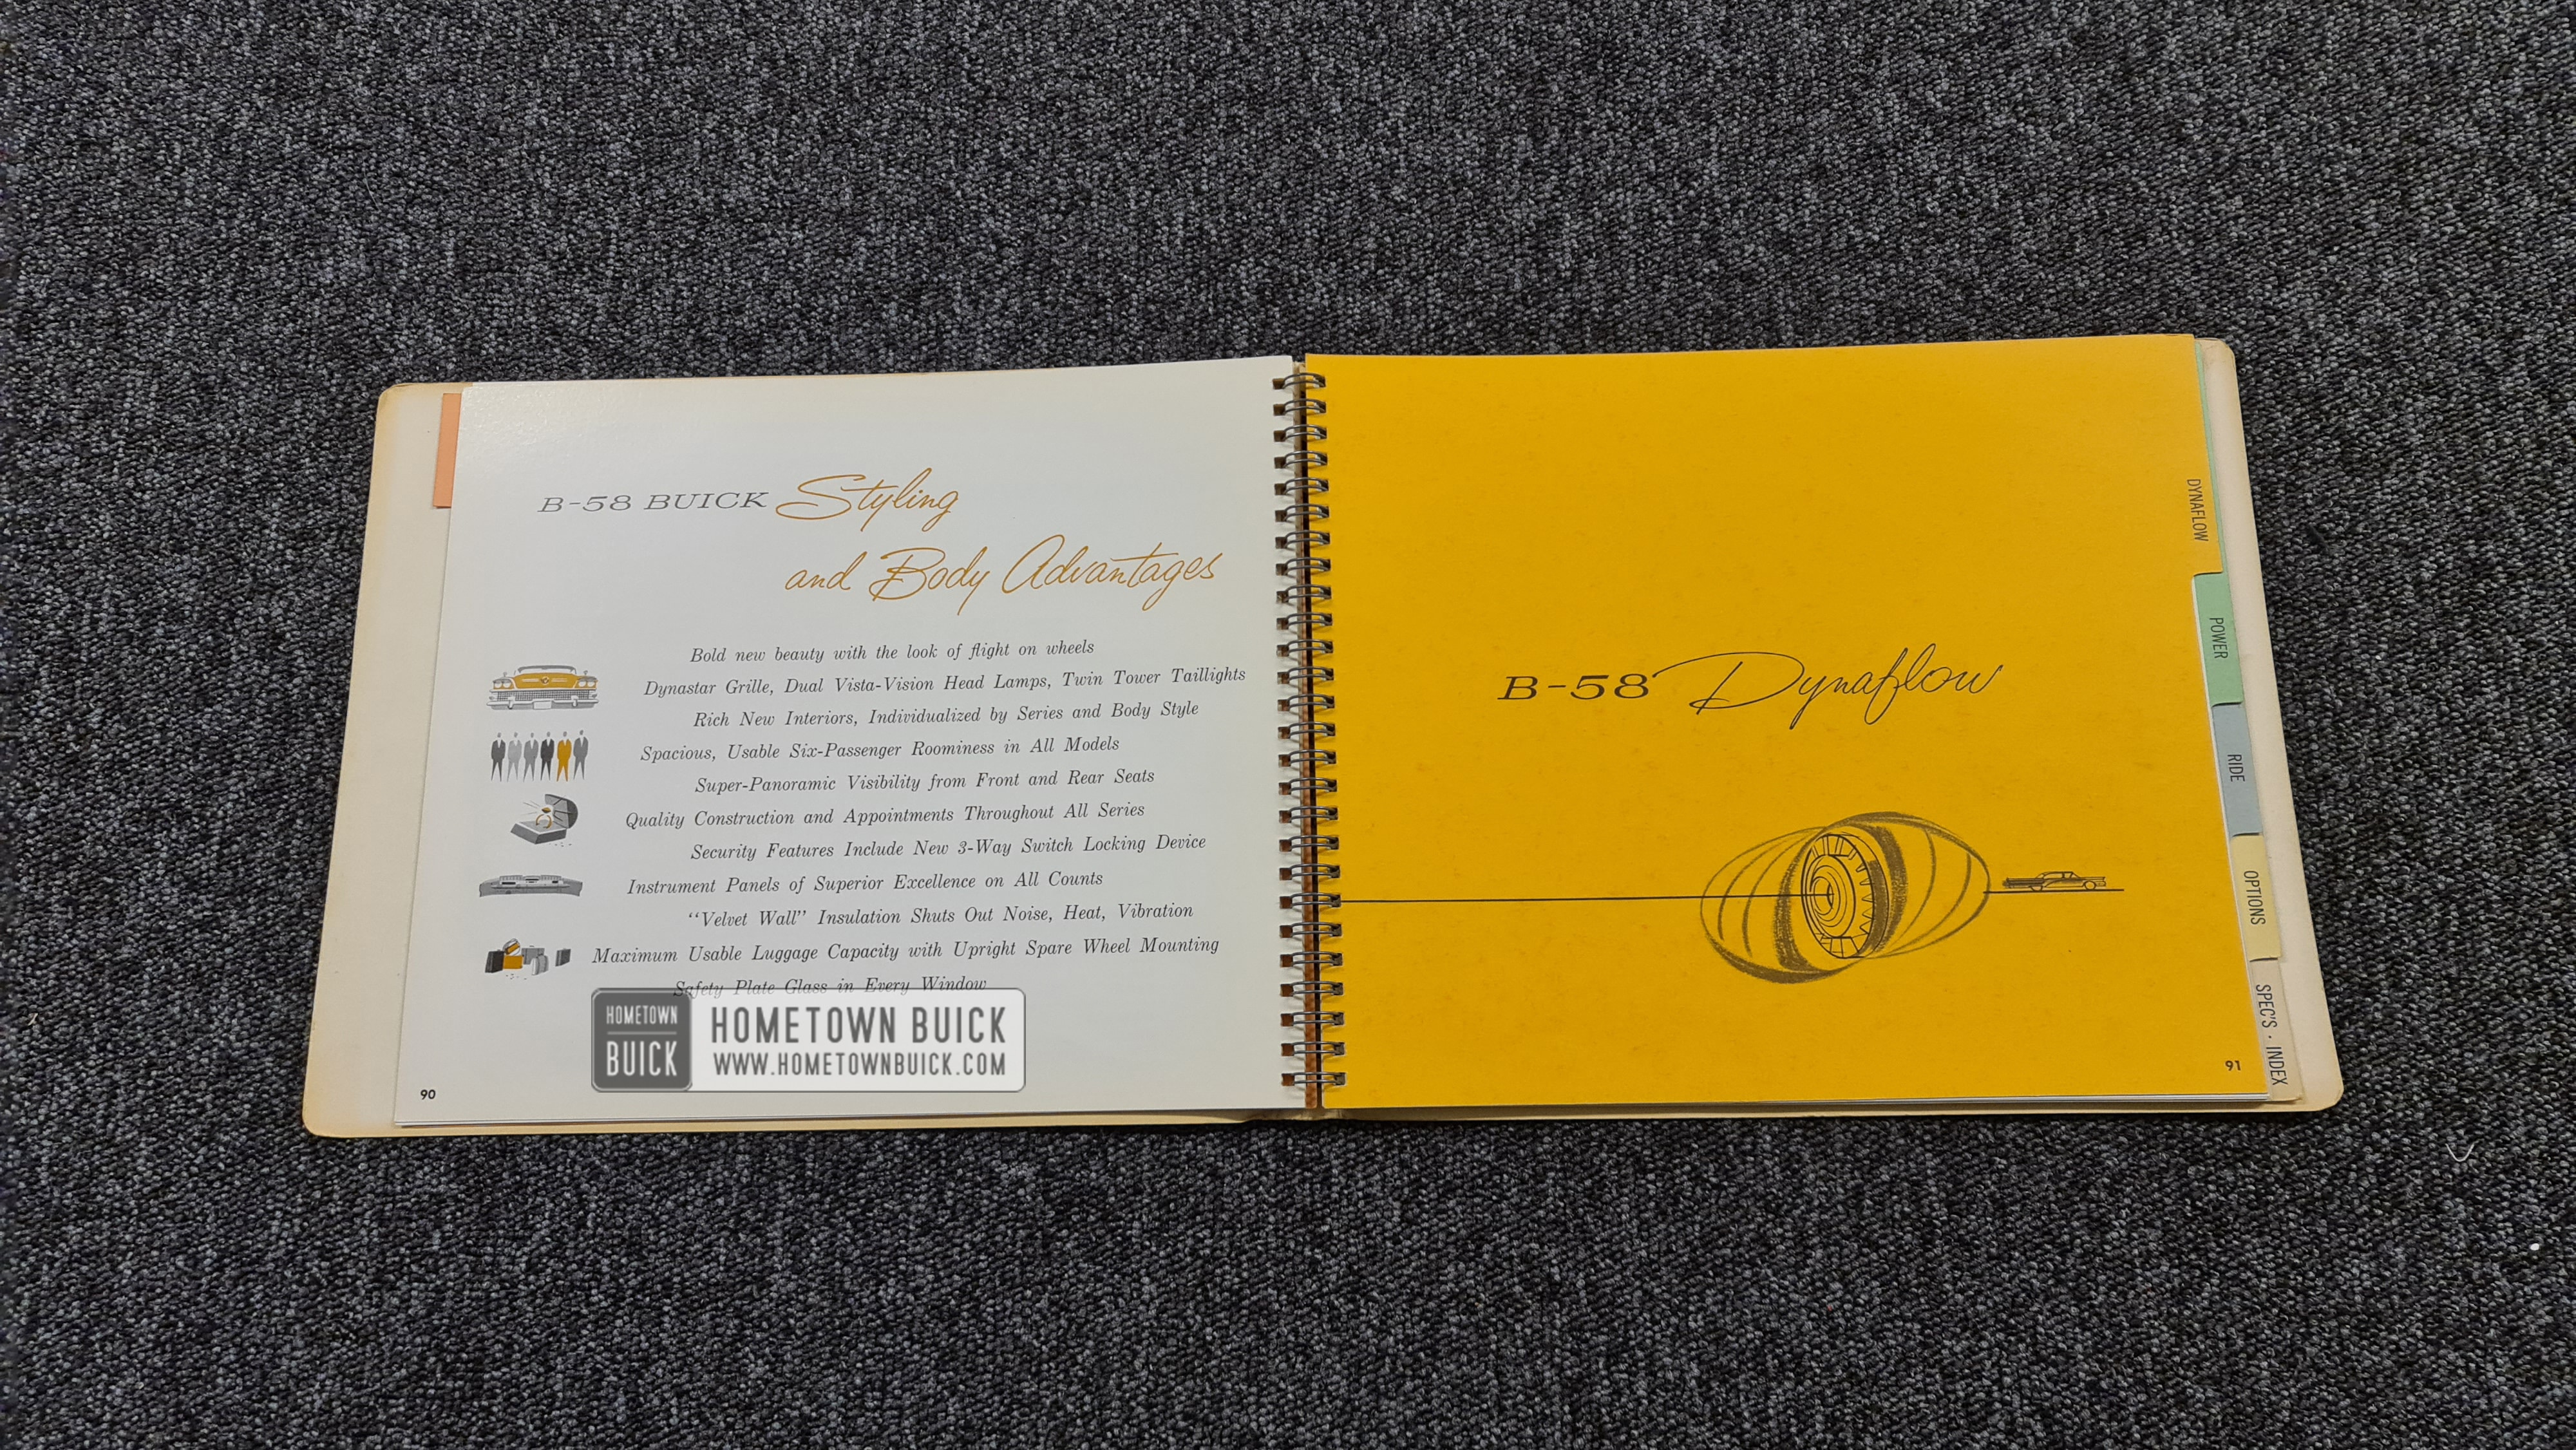 B-58 BUICK Styling
and Body Advantages
Bold new beauty with the look of flight on wheels
Dynastar Grille, Dual Vista-Vision Head Lamps, Twin Tower Taillights
Rich New Interiors, Individualized by Series and Body Style
Spacious, Usable Six-Passenger Roominess in All Models
Super-Panoramic Visibility from Front and Rear Seats
Quality Construction and Appointments Throughout All Series
Security Features Include New 3-Way Switch Locking Device
Instrument Panels of Superior Excellence on All Counts
“Velvet Wall” Insulation Shuts Out Noise, Heat, Vibration
Maximum Usable Luggage Capacity with Upright Spare Wheel Mounting
Safety Plate Glass in Every Window
HOMETOWN
BUICK
HOMETOWN BUICK
WWW.HOMETOWNBUICK.COM
90
B-58 Dynaflow
DYNAFLOW
POWER
RIDE
OPTIONS
SPEC'S · INDEX
91